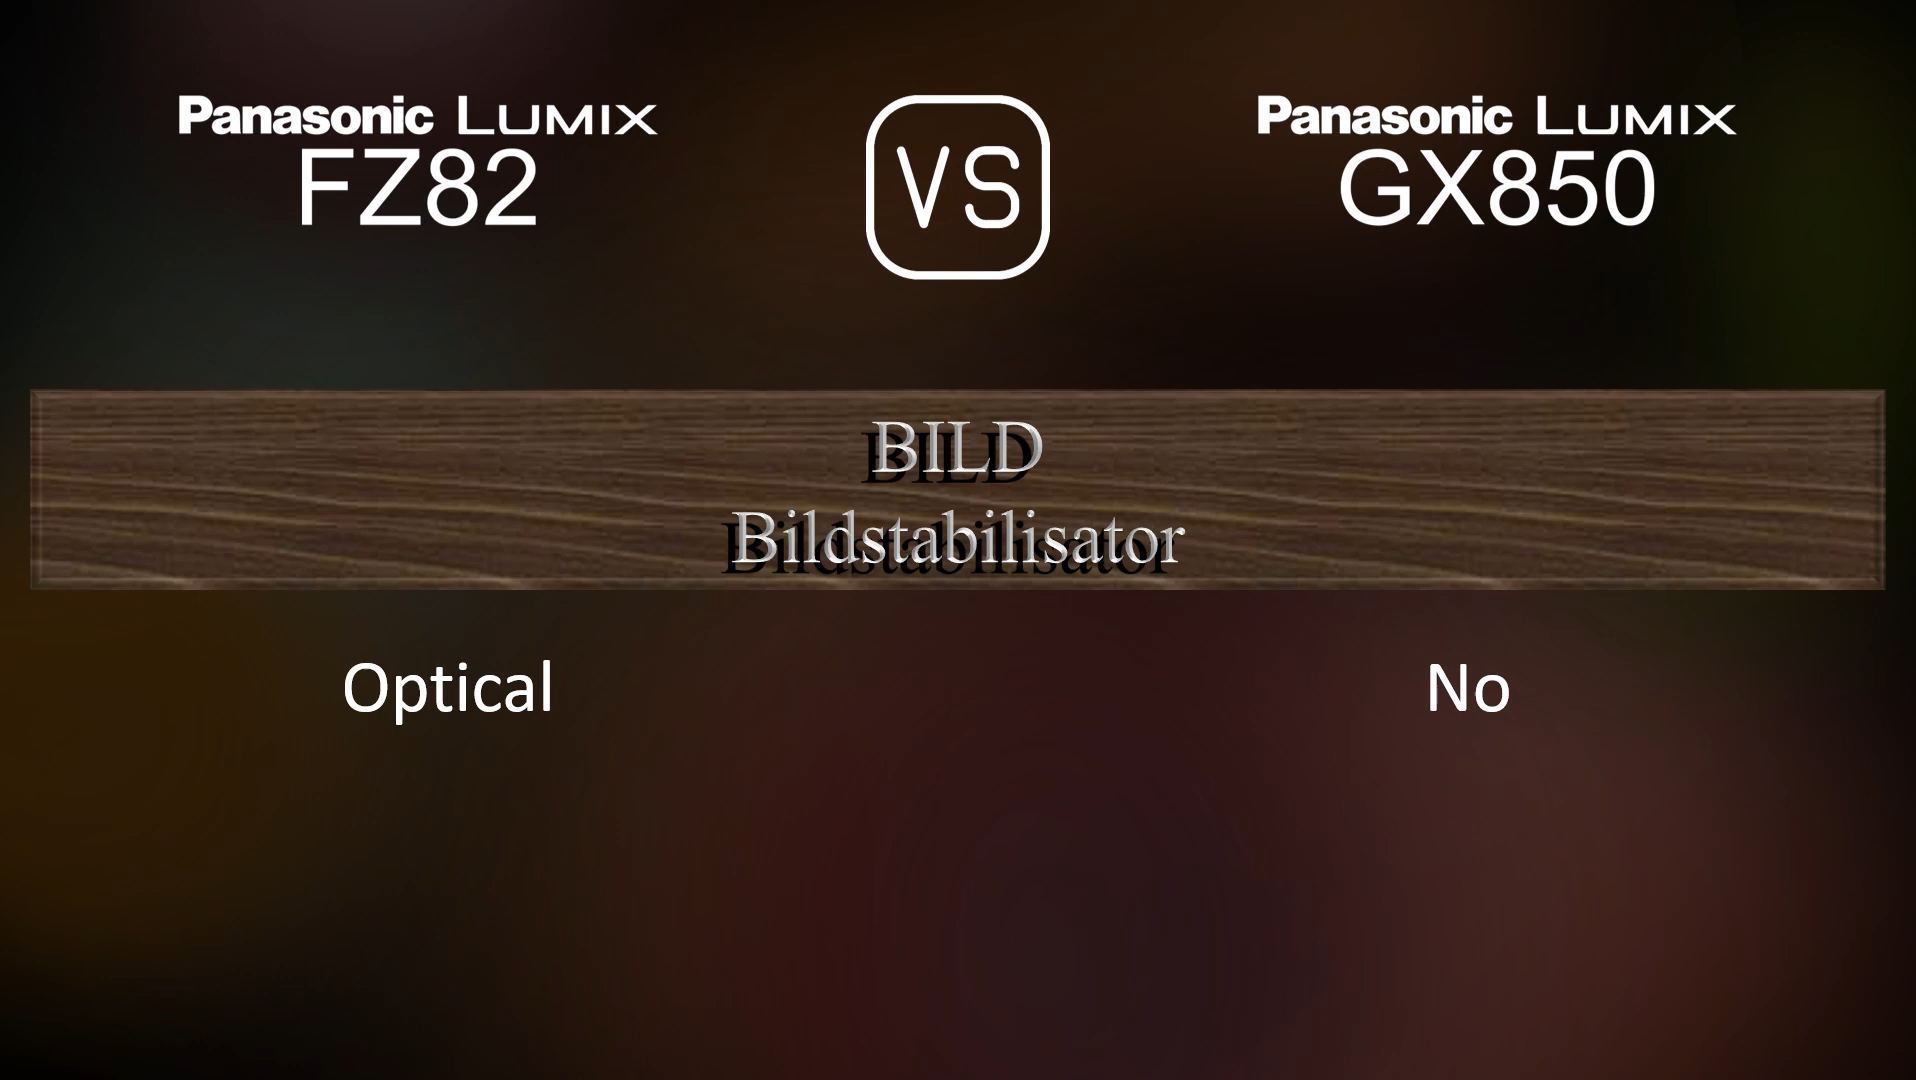 Panasonic LUMIX
FZ82
VS
Panasonic LUMIX
GX850
BILD
Bildstabilisator
Optical
No